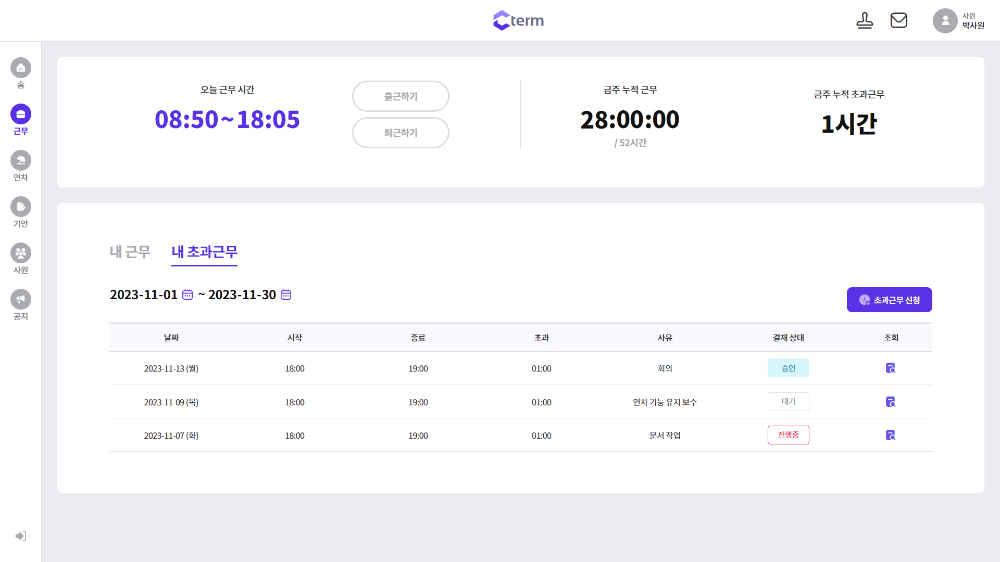 term
사원
박사원
홈
근무
연차
기안
사원
공지
오늘 근무 시간
08:50 ~ 18:05
출근하기
퇴근하기
금주 누적 근무
28:00:00
/ 52시간
금주 누적 초과근무
1시간
내 근무 내 초과근무
2023-11-01 ~ 2023-11-30
초과근무 신청
날짜 시작 종료 초과 사유 결재 상태 조회
2023-11-13 (월) 18:00 19:00 01:00 회의 승인
2023-11-09 (목) 18:00 19:00 01:00 연차 기능 유지 보수 대기
2023-11-07 (화) 18:00 19:00 01:00 문서 작업 진행중